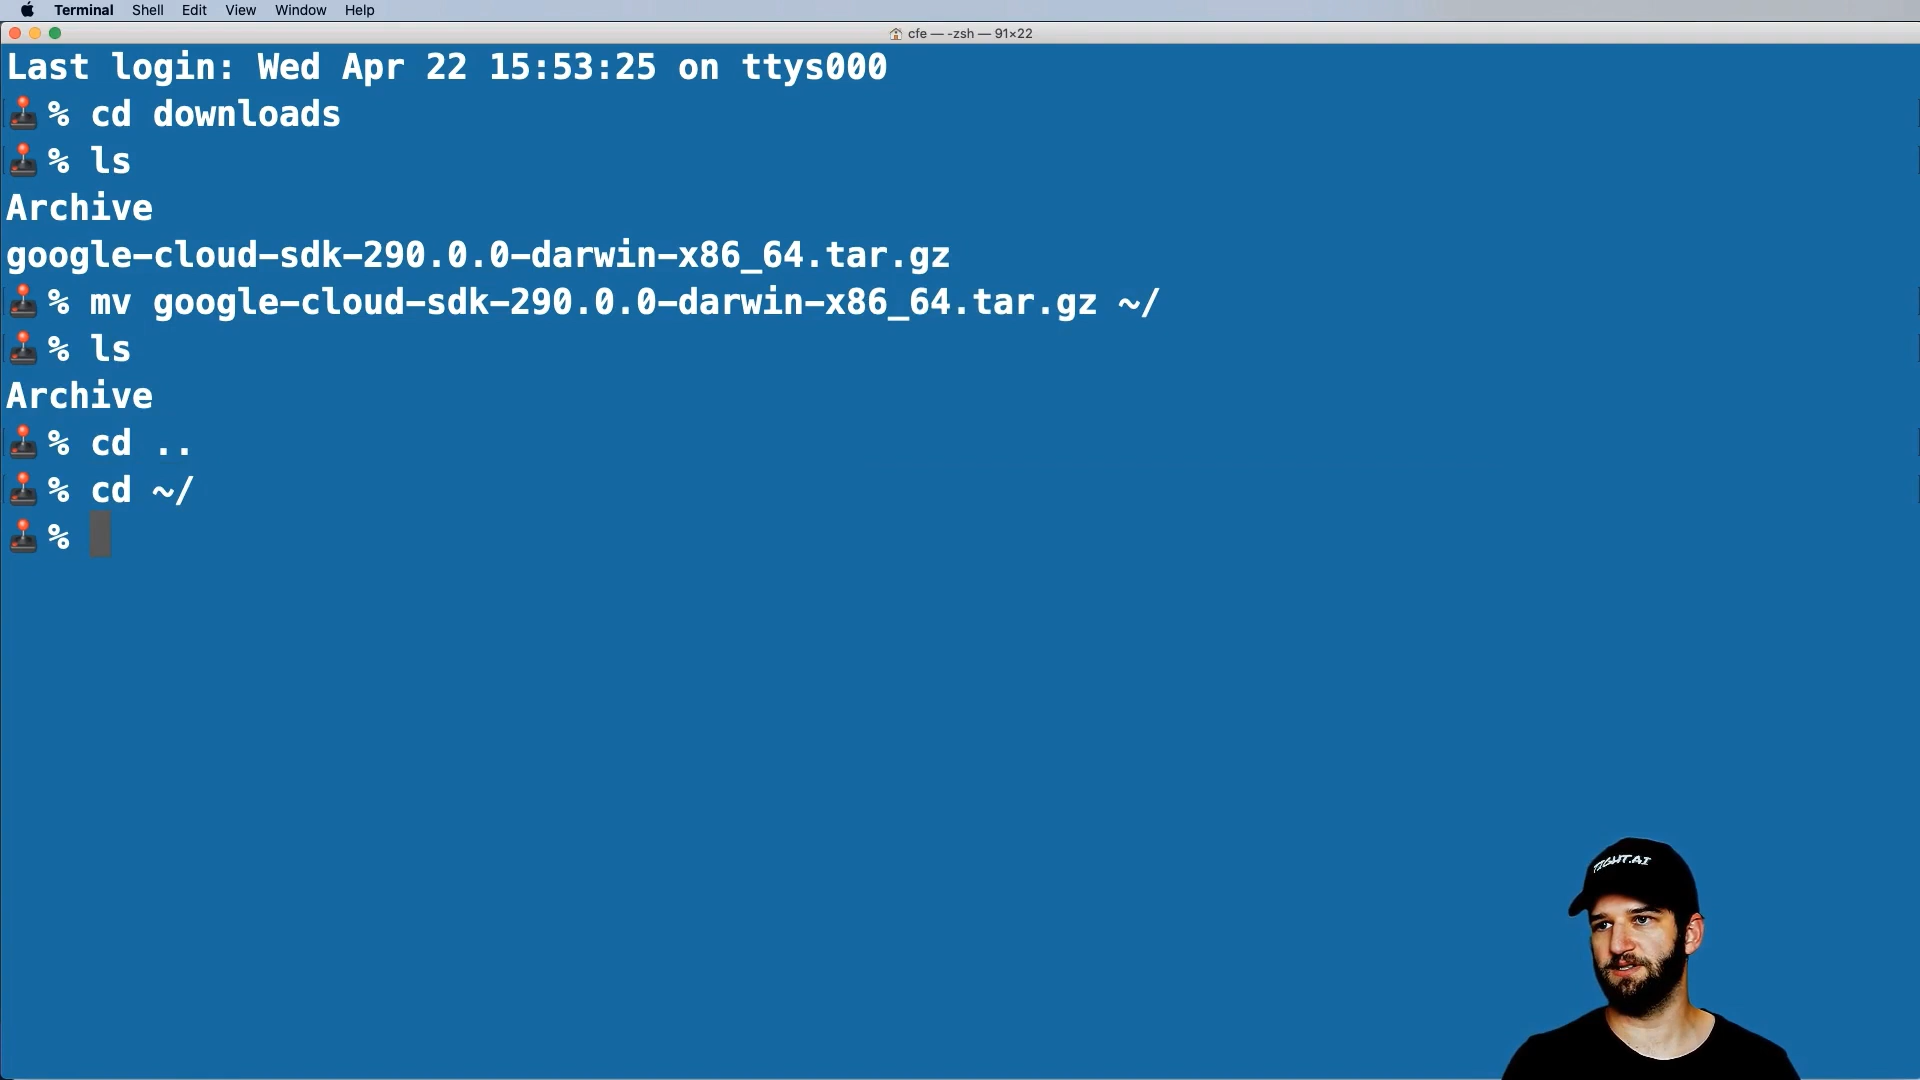 Terminal Shell Edit View Window Help
cfe — -zsh — 91×22
Last login: Wed Apr 22 15:53:25 on ttys000
% cd downloads
% ls
Archive
google-cloud-sdk-290.0.0-darwin-x86_64.tar.gz
% mv google-cloud-sdk-290.0.0-darwin-x86_64.tar.gz ~/
% ls
Archive
% cd ..
% cd ~/
%
TIGHT.AI